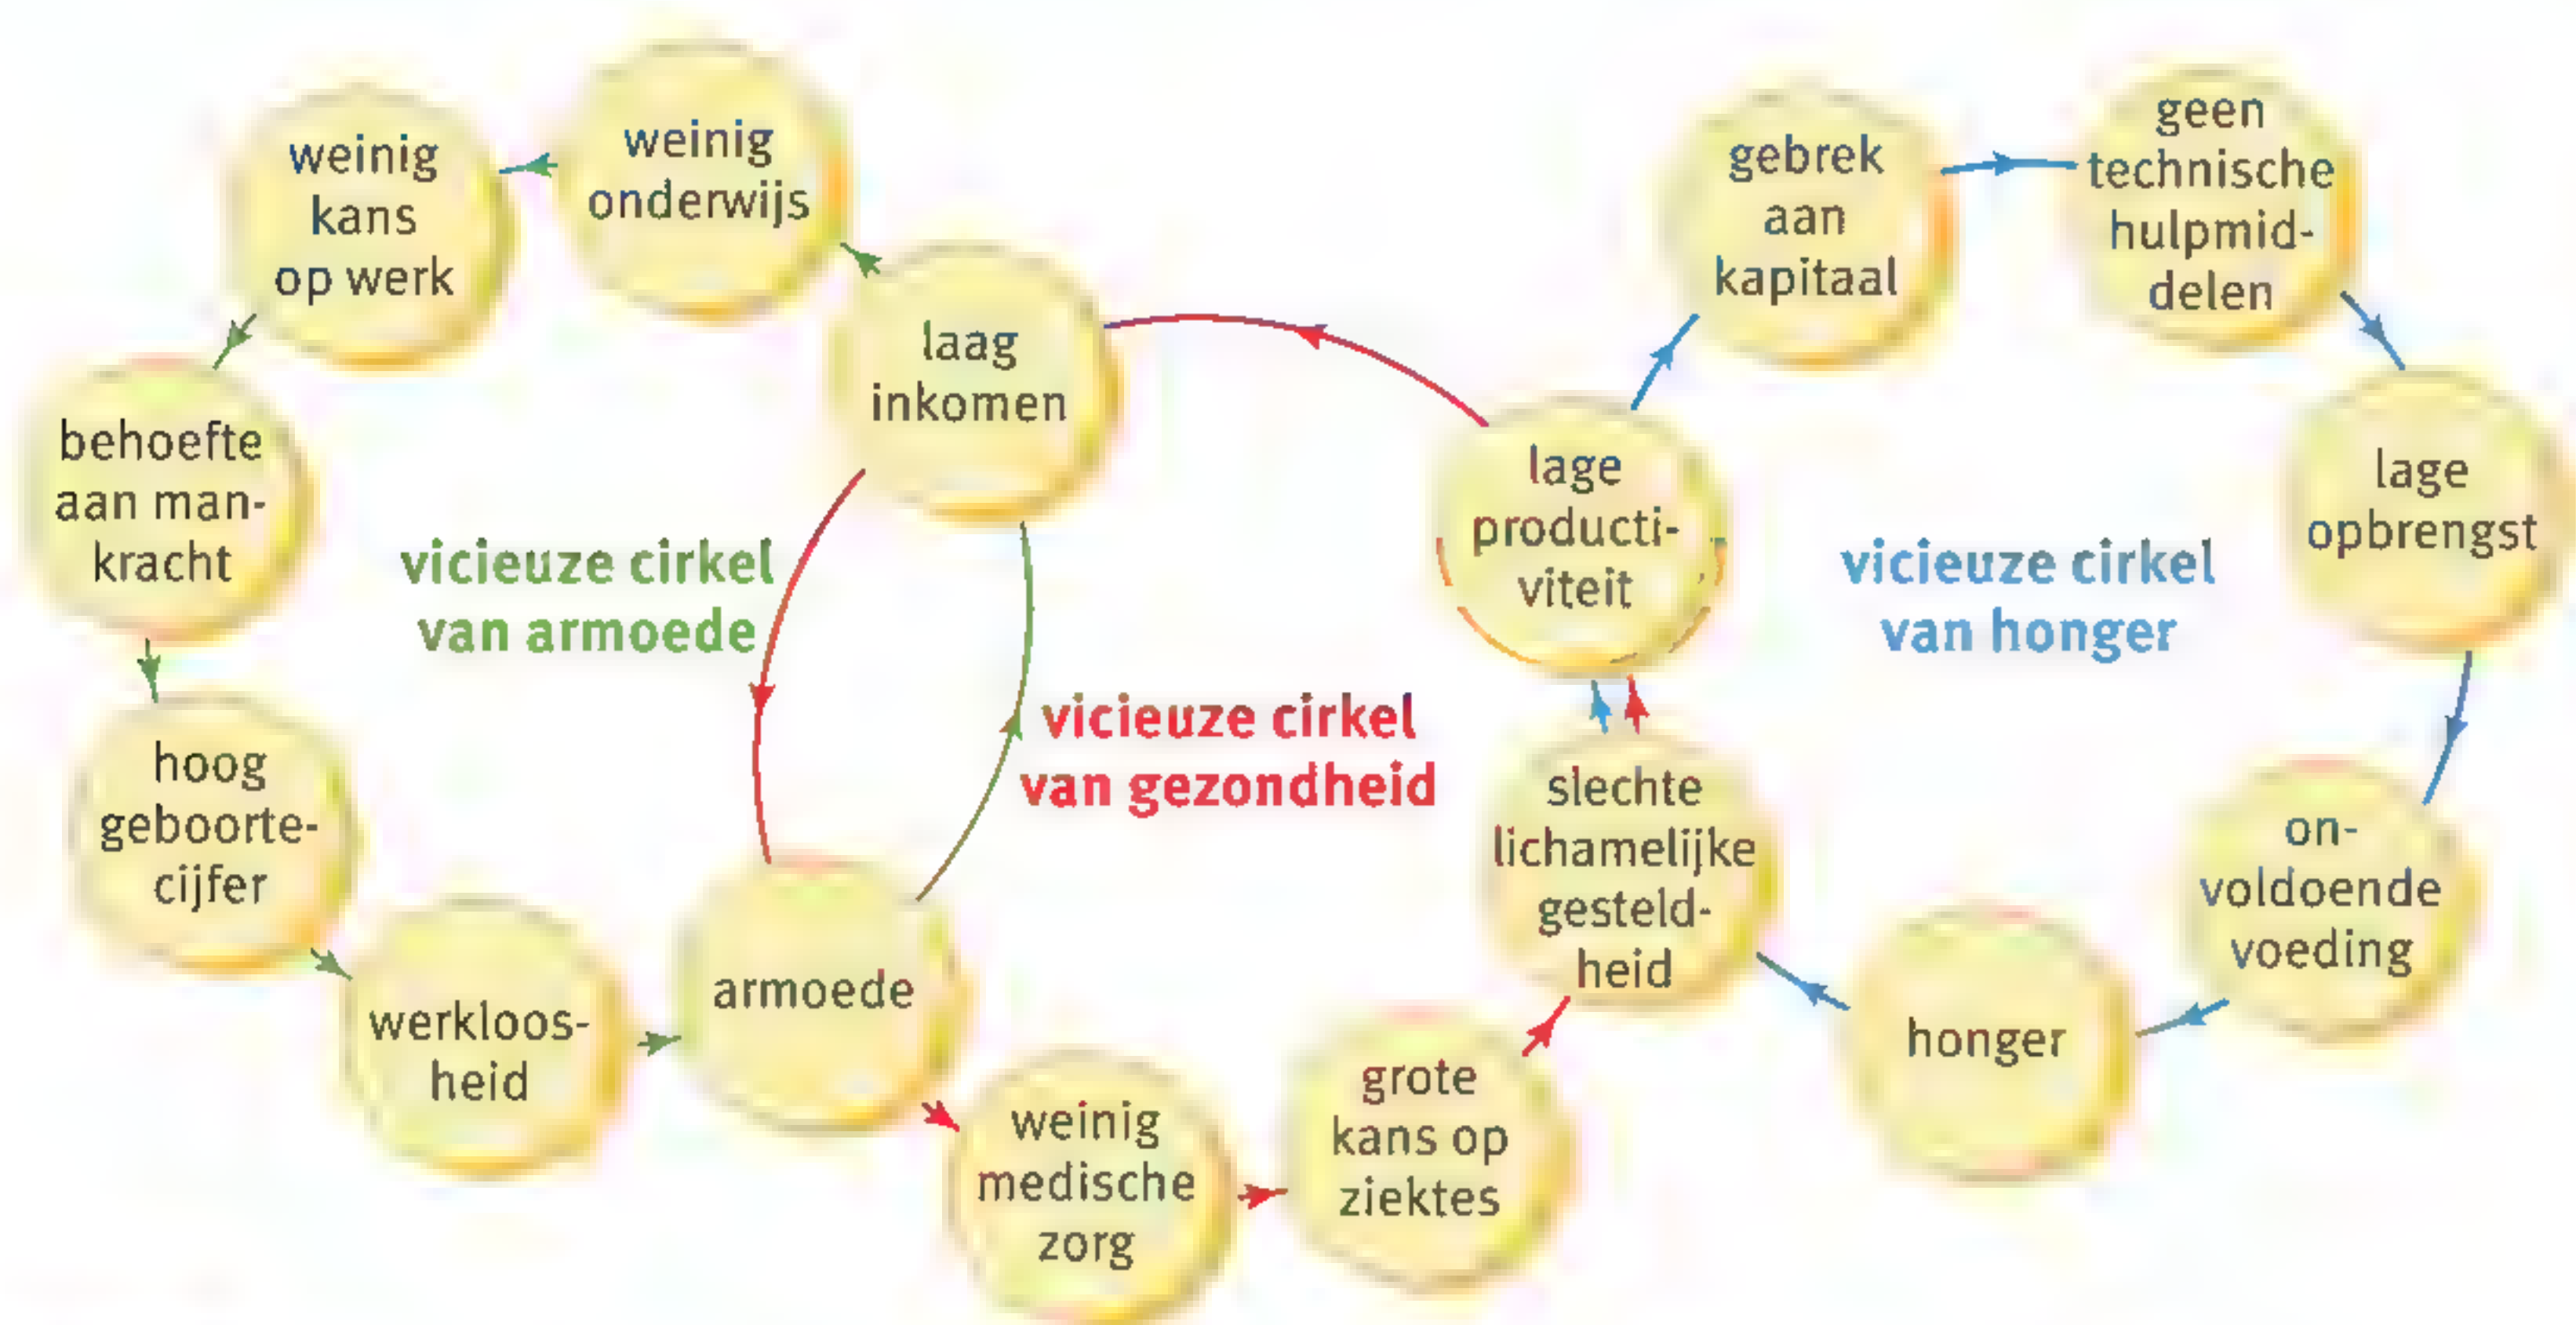 weinig
onderwijs
weinig
kans
op werk
behoefte
aan man-
kracht
hoog
geboorte-
cijfer
werkloos-
heid
armoede
laag
inkomen
vicieuze cirkel
van armoede
vicieuze cirkel
van gezondheid
weinig
medische
zorg
grote
kans op
ziektes
slechte
lichamelijke
gesteld-
heid
lage
producti-
viteit
gebrek
aan
kapitaal
geen
technische
hulpmid-
delen
lage
opbrengst
vicieuze cirkel
van honger
on-
voldoende
voeding
honger